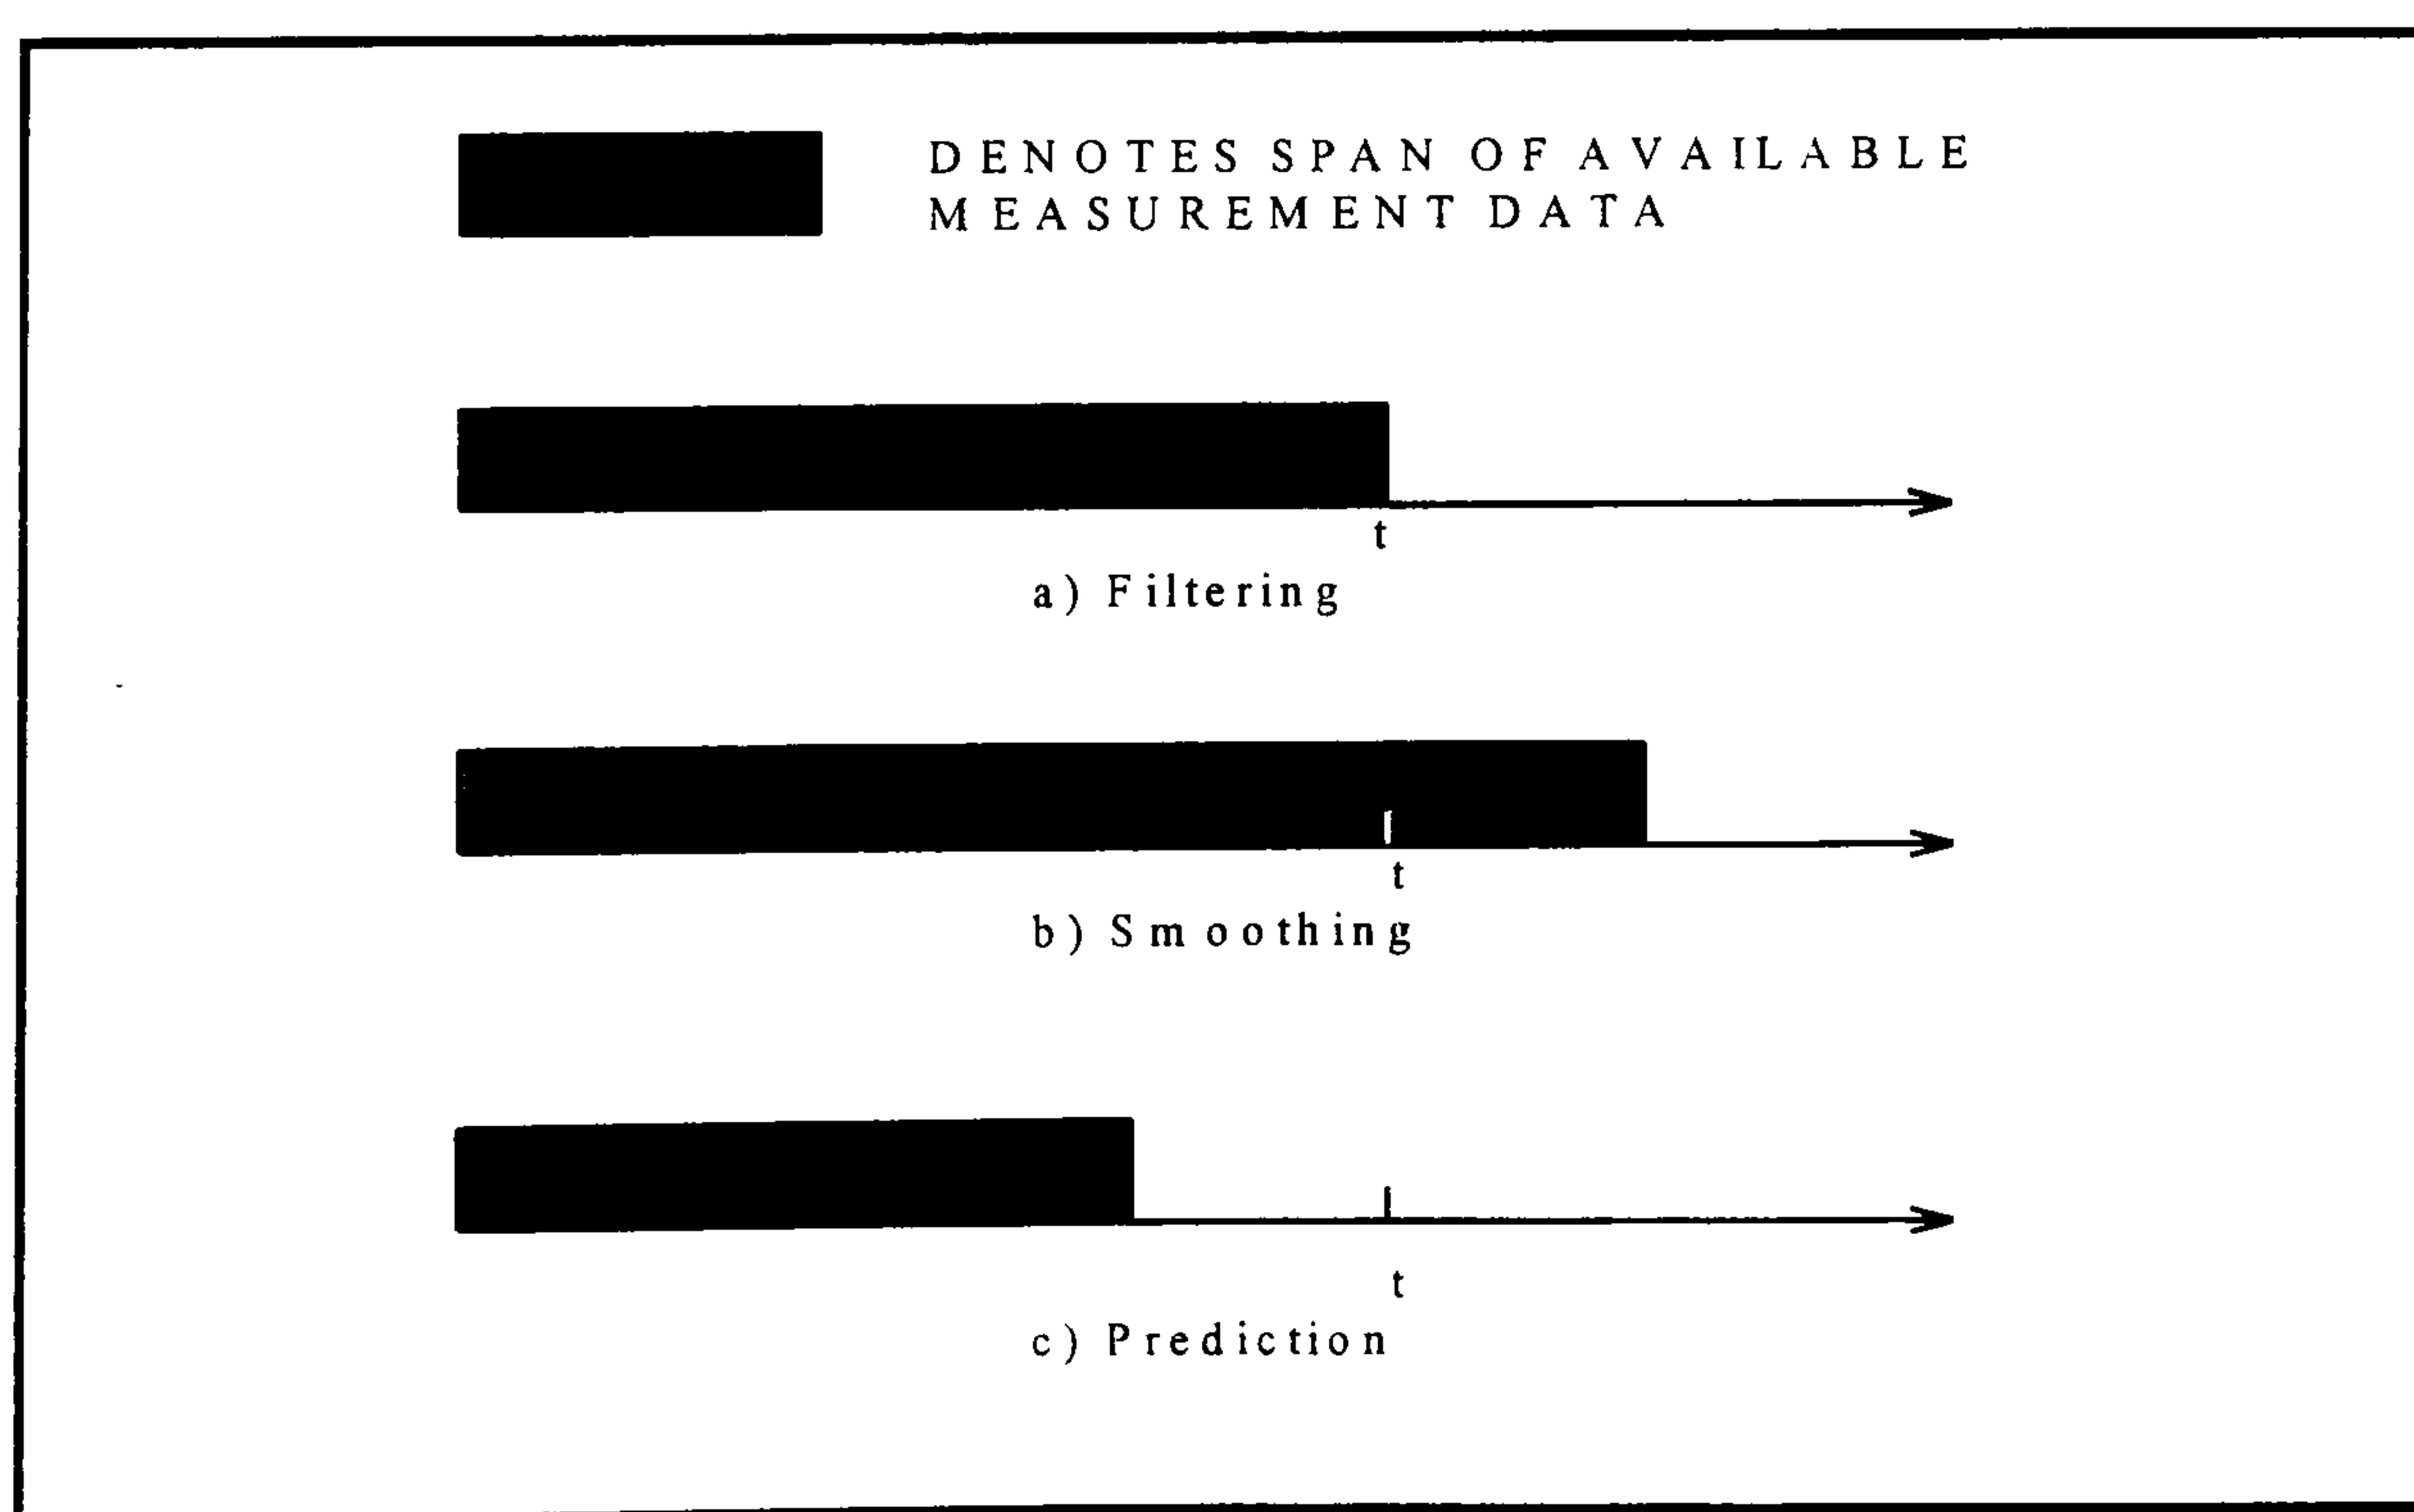 DENOTES SPAN OF AVAILABLE
MEASUREMENT DATA
t
a) Filtering
t
b) Smoothing
t
c) Prediction